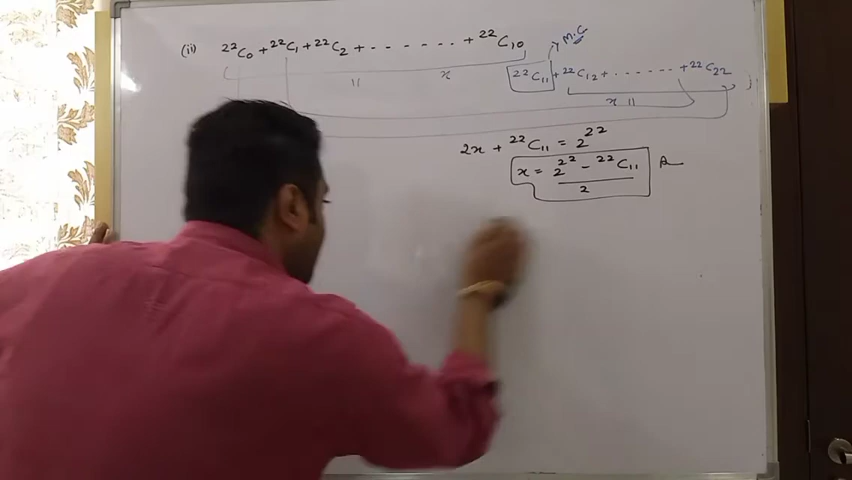 (ii) ²²C₀ + ²²C₁ + ²²C₂ + - - - - - - + ²²C₁₀
M.C
²²C₁₁ + ²²C₁₂ + - - - - - - + ²²C₂₂
11 x
x 11
2x + ²²C₁₁ = 2²²
x = (2²² - ²²C₁₁) / 2